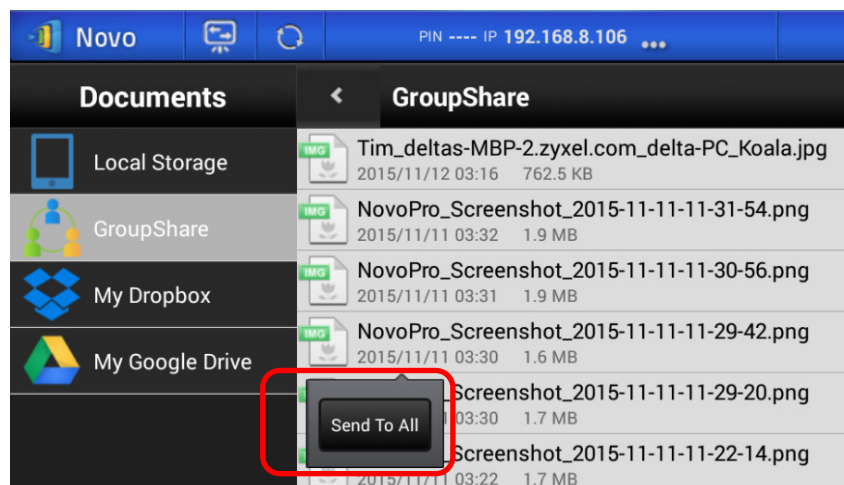 Novo
PIN ---- IP 192.168.8.106 ...
Documents
GroupShare
Local Storage
GroupShare
My Dropbox
My Google Drive
IMG
Tim_deltas-MBP-2.zyxel.com_delta-PC_Koala.jpg
2015/11/12 03:16 762.5 KB
IMG
NovoPro_Screenshot_2015-11-11-11-31-54.png
2015/11/11 03:32 1.9 MB
IMG
NovoPro_Screenshot_2015-11-11-11-30-56.png
2015/11/11 03:31 1.9 MB
IMG
NovoPro_Screenshot_2015-11-11-11-29-42.png
2015/11/11 03:30 1.6 MB
_Screenshot_2015-11-11-11-29-20.png
03:30 1.7 MB
Send To All
_Screenshot_2015-11-11-11-22-14.png
2015/11/11 03:22 1.7 MB